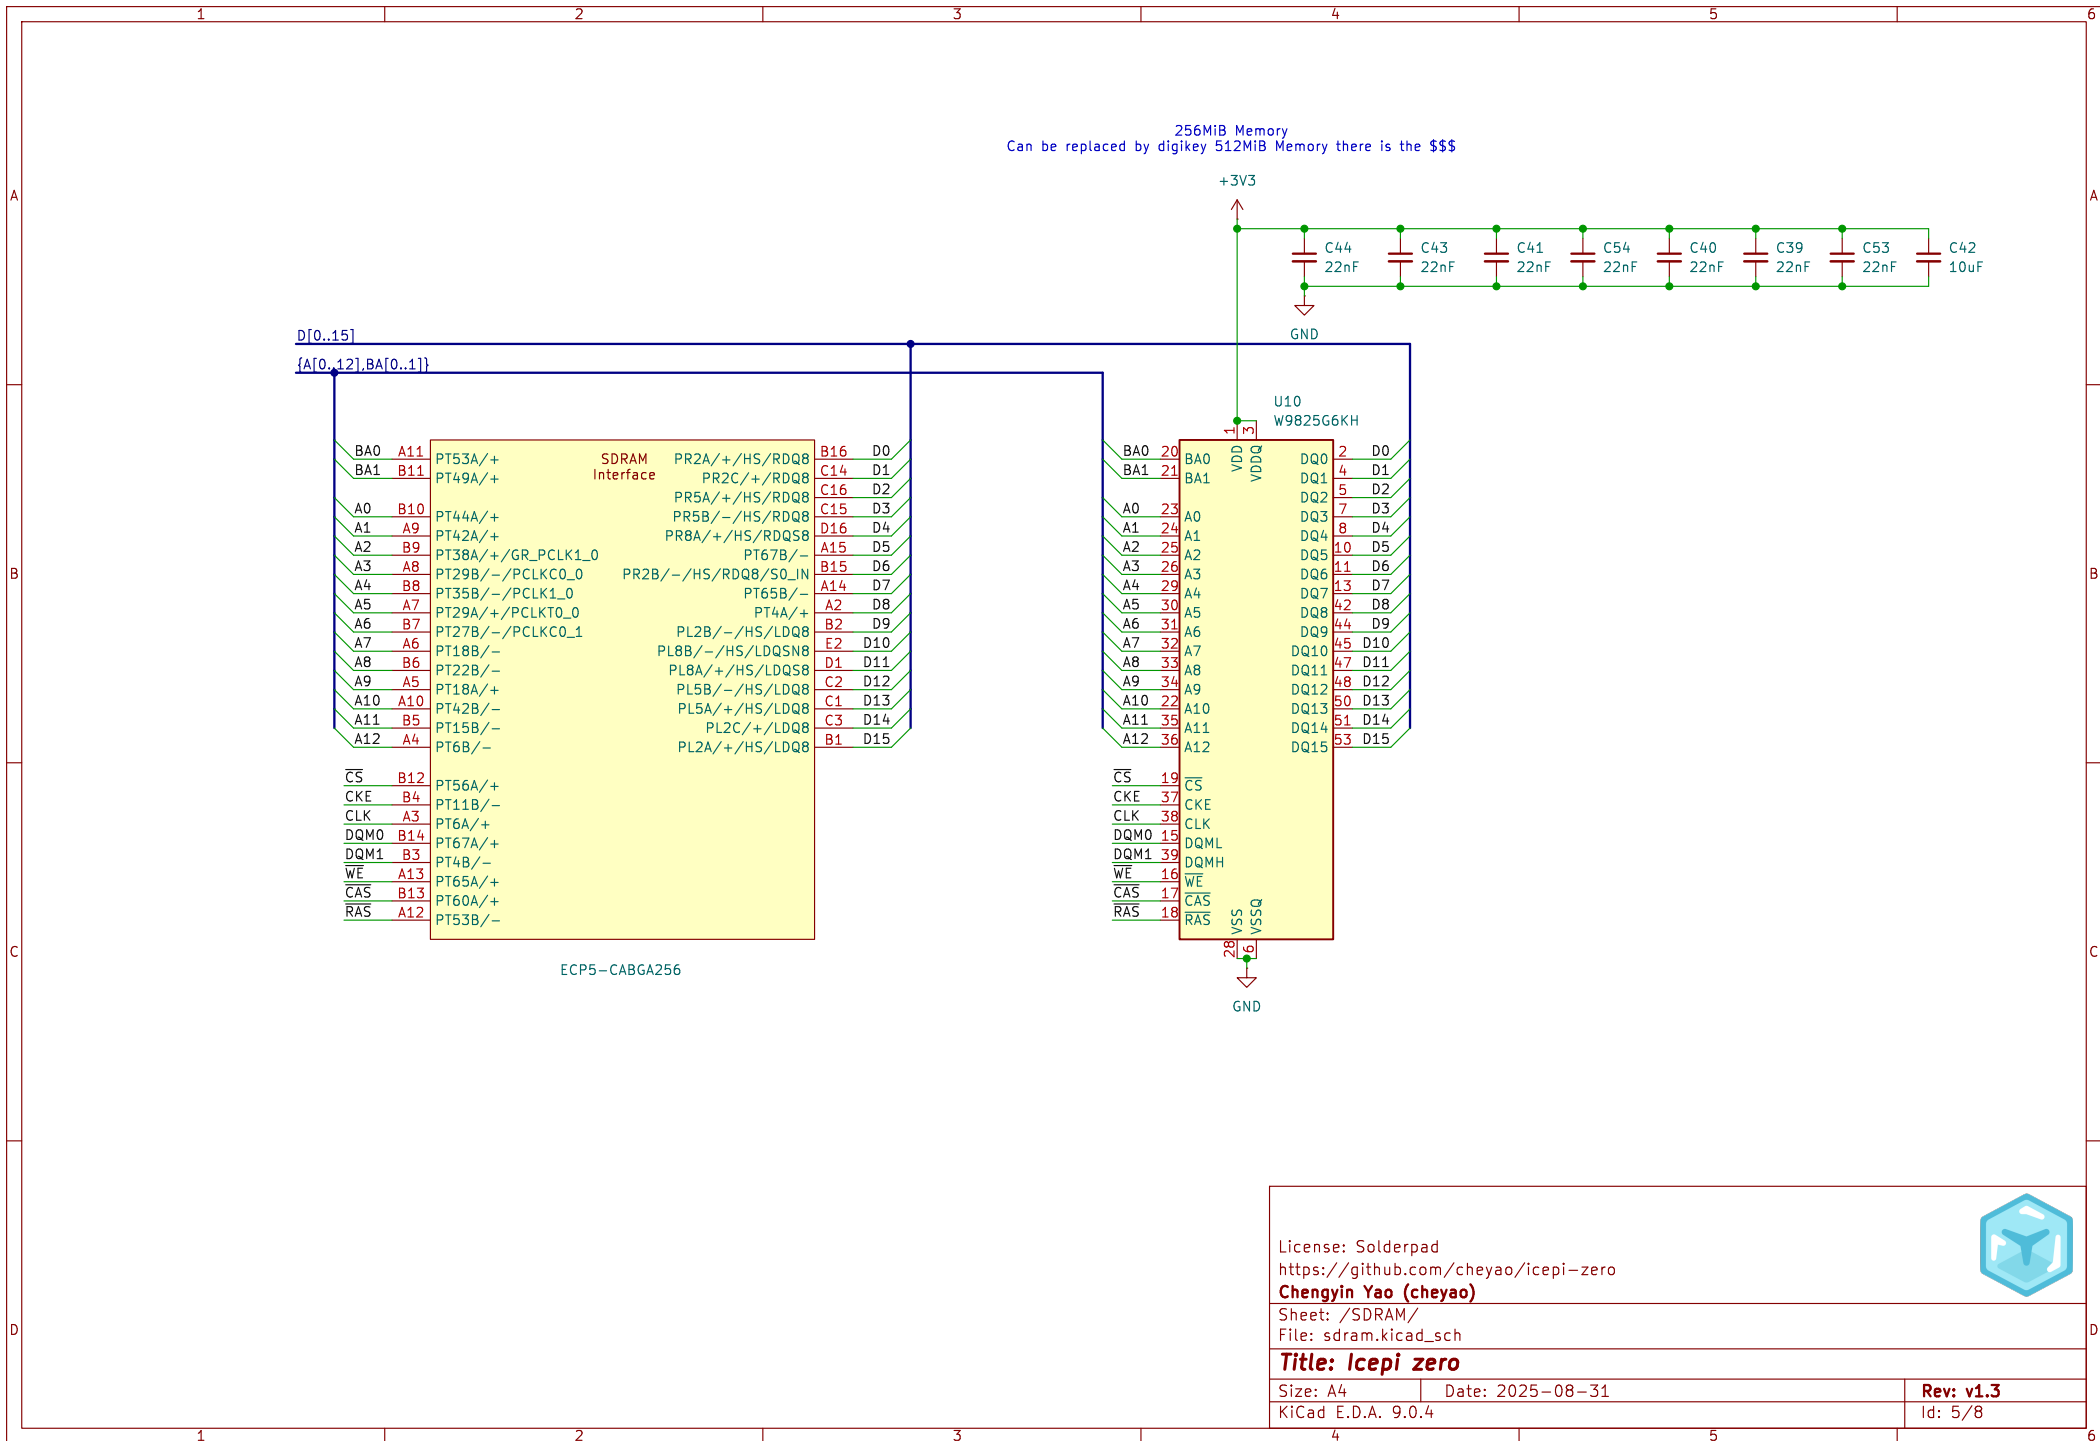 1 2 3 4 5 6
256MiB Memory
Can be replaced by digikey 512MiB Memory there is the $$$
+3V3
A A
C44 C43 C41 C54 C40 C39 C53 C42
22nF 22nF 22nF 22nF 22nF 22nF 22nF 10uF
GND
D[0..15]
{A[0..12],BA[0..1]}
U10
W9825G6KH
SDRAM
Interface
BA0 A11 PT53A/+ PR2A/+/HS/RDQ8 B16 D0
BA1 B11 PT49A/+ PR2C/+/RDQ8 C14 D1
PR5A/+/HS/RDQ8 C16 D2
A0 B10 PT44A/+ PR5B/-/HS/RDQ8 C15 D3
A1 A9 PT42A/+ PR8A/+/HS/RDQS8 D16 D4
A2 B9 PT38A/+/GR_PCLK1_0 PT67B/- A15 D5
A3 A8 PT29B/-/PCLKC0_0 PR2B/-/HS/RDQ8/S0_IN B15 D6
A4 B8 PT35B/-/PCLK1_0 PT65B/- A14 D7
A5 A7 PT29A/+/PCLKT0_0 PT4A/+ A2 D8
A6 B7 PT27B/-/PCLKC0_1 PL2B/-/HS/LDQ8 B2 D9
A7 A6 PT18B/- PL8B/-/HS/LDQSN8 E2 D10
A8 B6 PT22B/- PL8A/+/HS/LDQS8 D1 D11
A9 A5 PT18A/+ PL5B/-/HS/LDQ8 C2 D12
A10 A10 PT42B/- PL5A/+/HS/LDQ8 C1 D13
A11 B5 PT15B/- PL2C/+/LDQ8 C3 D14
A12 A4 PT6B/- PL2A/+/HS/LDQ8 B1 D15
CS B12 PT56A/+
CKE B4 PT11B/-
CLK A3 PT6A/+
DQM0 B14 PT67A/+
DQM1 B3 PT4B/-
WE A13 PT65A/+
CAS B13 PT60A/+
RAS A12 PT53B/-
ECP5-CABGA256
1 3
VDD VDDQ
BA0 20 BA0 DQ0 2 D0
BA1 21 BA1 DQ1 4 D1
DQ2 5 D2
A0 23 A0 DQ3 7 D3
A1 24 A1 DQ4 8 D4
A2 25 A2 DQ5 10 D5
A3 26 A3 DQ6 11 D6
A4 29 A4 DQ7 13 D7
A5 30 A5 DQ8 42 D8
A6 31 A6 DQ9 44 D9
A7 32 A7 DQ10 45 D10
A8 33 A8 DQ11 47 D11
A9 34 A9 DQ12 48 D12
A10 22 A10 DQ13 50 D13
A11 35 A11 DQ14 51 D14
A12 36 A12 DQ15 53 D15
CS 19 CS
CKE 37 CKE
CLK 38 CLK
DQM0 15 DQML
DQM1 39 DQMH
WE 16 WE
CAS 17 CAS
RAS 18 RAS
VSS VSSQ
28 6
GND
B B
C C
D D
License: Solderpad
https://github.com/cheyao/icepi-zero
Chengyin Yao (cheyao)
Sheet: /SDRAM/
File: sdram.kicad_sch
Title: Icepi zero
Size: A4 Date: 2025-08-31 Rev: v1.3
KiCad E.D.A. 9.0.4 Id: 5/8
1 2 3 4 5 6